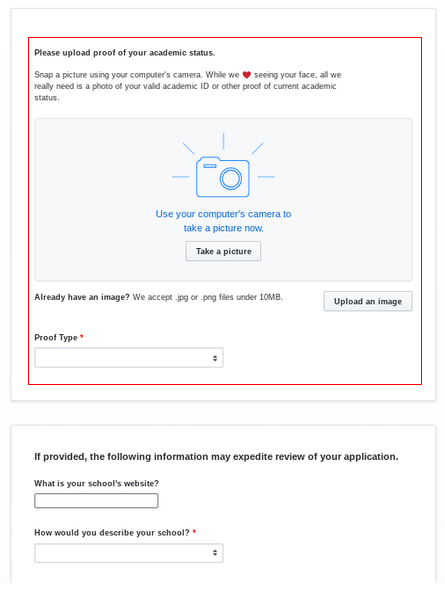 Please upload proof of your academic status.
Snap a picture using your computer's camera. While we ❤ seeing your face, all we
really need is a photo of your valid academic ID or other proof of current academic
status.
Use your computer's camera to
take a picture now.
Take a picture
Already have an image? We accept .jpg or .png files under 10MB.
Upload an image
Proof Type *
If provided, the following information may expedite review of your application.
What is your school's website?
How would you describe your school? *